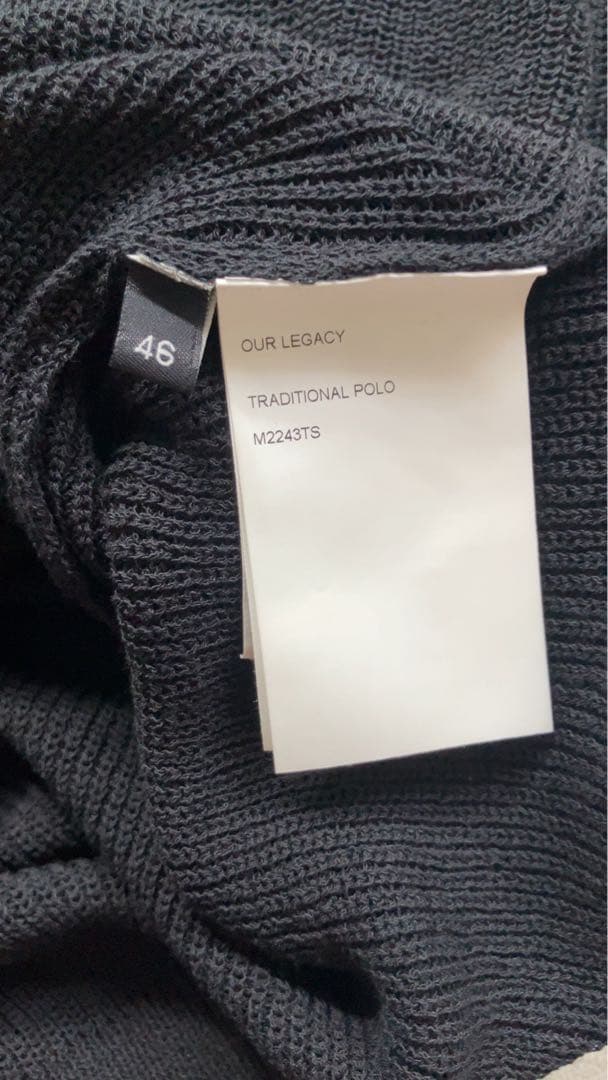 46
OUR LEGACY
TRADITIONAL POLO
M2243TS